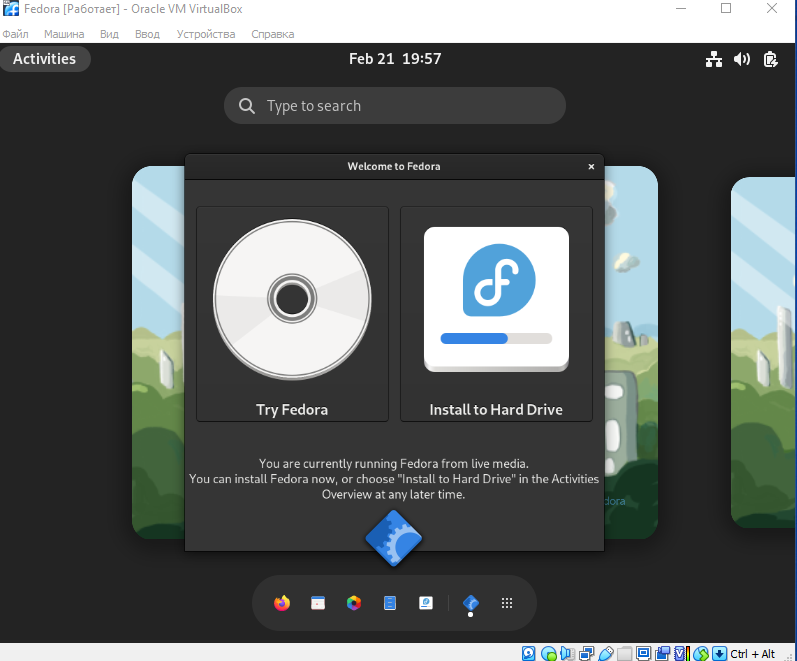 Fedora [Работает] - Oracle VM VirtualBox
Файл Машина Вид Ввод Устройства Справка
Activities Feb 21 19:57
Type to search
Welcome to Fedora
Try Fedora Install to Hard Drive
You are currently running Fedora from live media.
You can install Fedora now, or choose "Install to Hard Drive" in the Activities
Overview at any later time.
dora
Ctrl + Alt